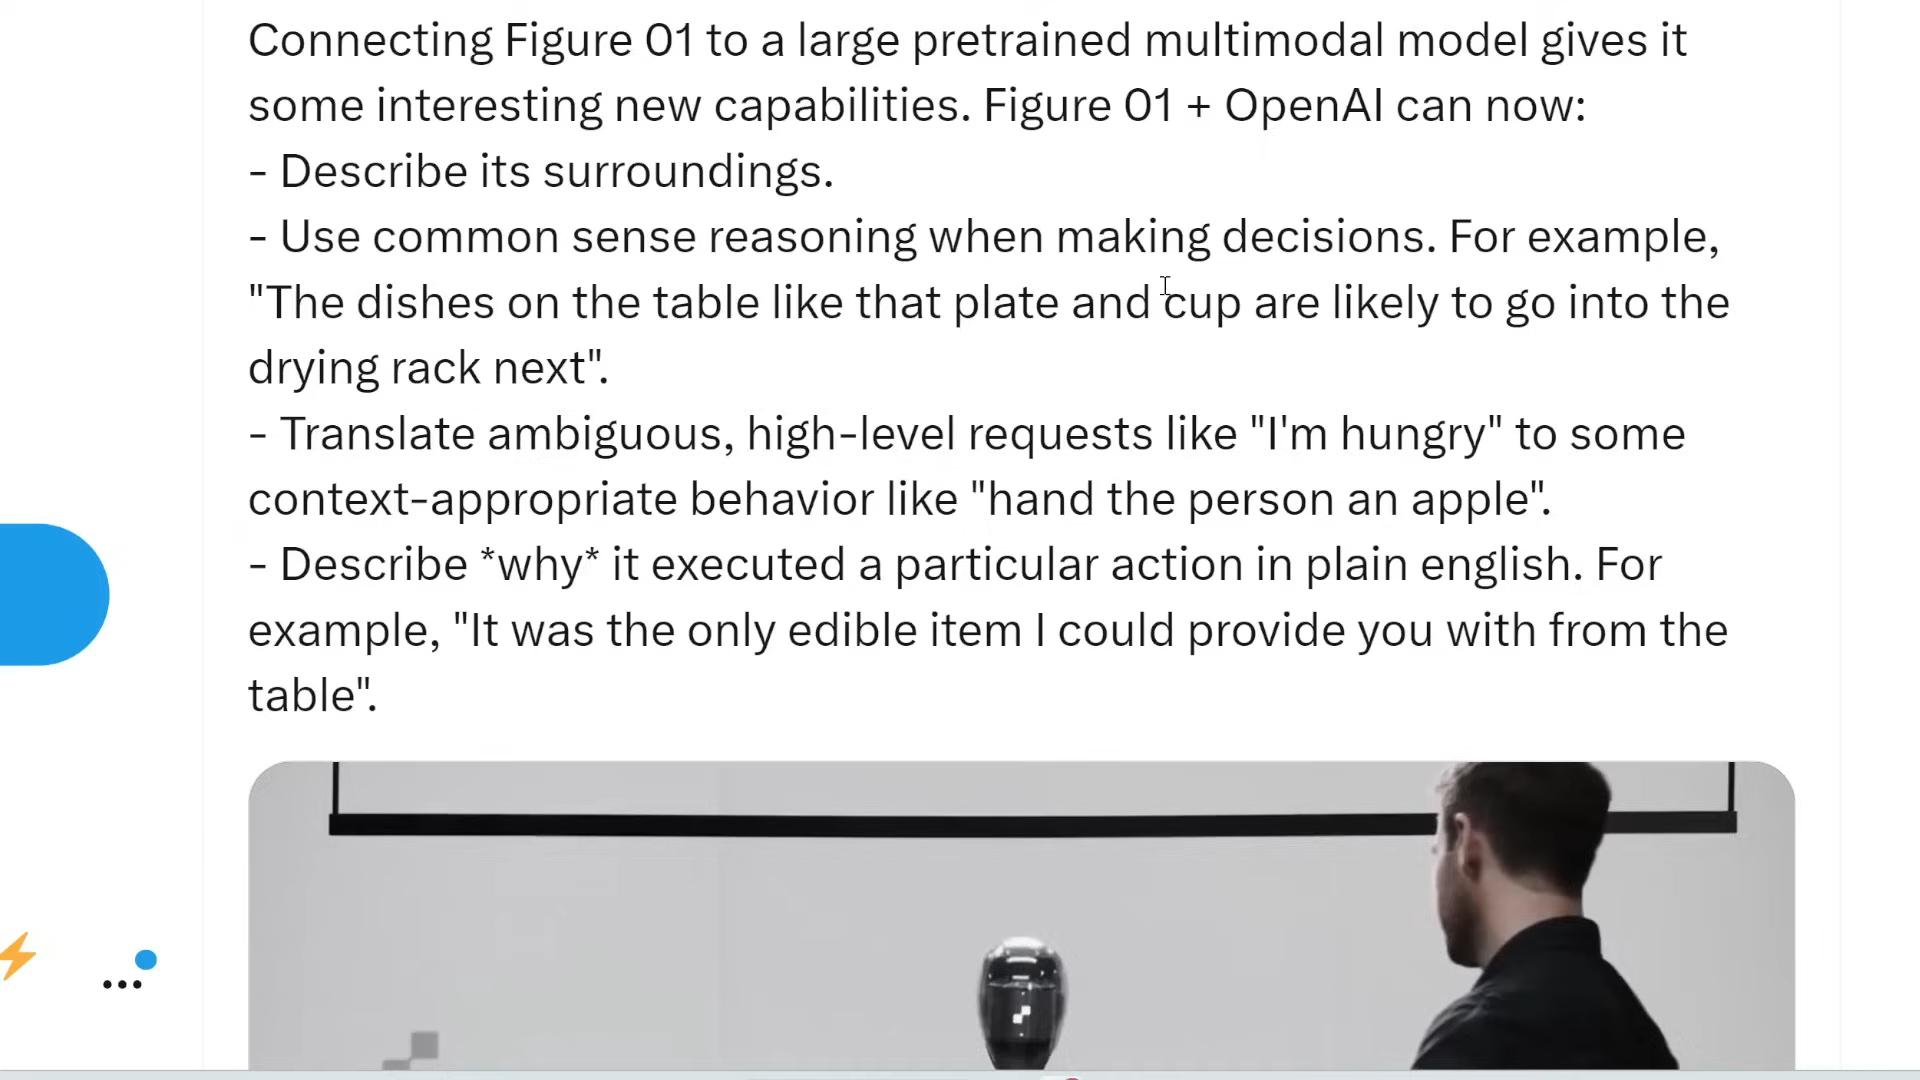 Connecting Figure 01 to a large pretrained multimodal model gives it
some interesting new capabilities. Figure 01 + OpenAI can now:
- Describe its surroundings.
- Use common sense reasoning when making decisions. For example,
"The dishes on the table like that plate and cup are likely to go into the
drying rack next".
- Translate ambiguous, high-level requests like "I'm hungry" to some
context-appropriate behavior like "hand the person an apple".
- Describe *why* it executed a particular action in plain english. For
example, "It was the only edible item I could provide you with from the
table".